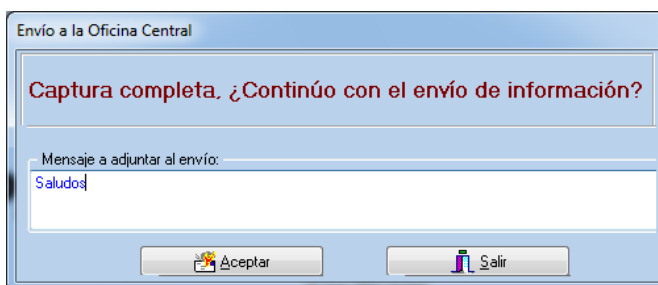 Envío a la Oficina Central
Captura completa, ¿Continúo con el envío de información?
Mensaje a adjuntar al envío:
Saludos
Aceptar
Salir